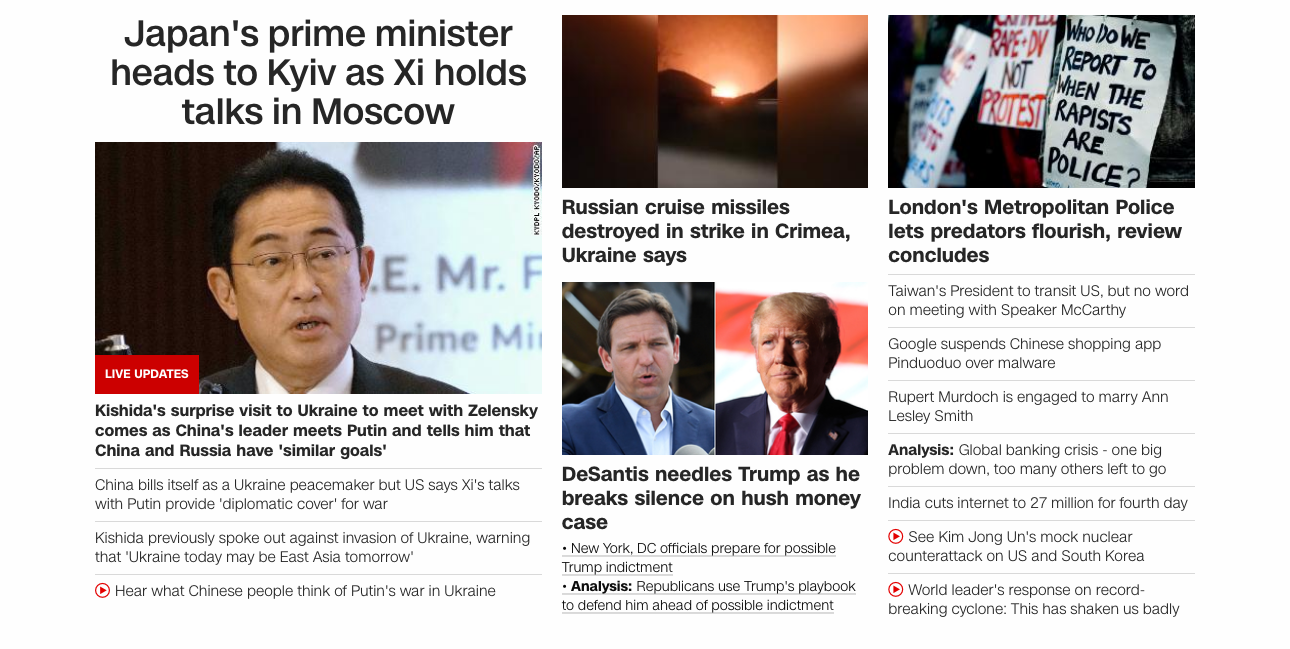 Japan's prime minister
heads to Kyiv as Xi holds
talks in Moscow
KYDPL KYODO/KYODO/AP
.E. Mr. F
Prime Mi
LIVE UPDATES
Kishida's surprise visit to Ukraine to meet with Zelensky
comes as China's leader meets Putin and tells him that
China and Russia have 'similar goals'
China bills itself as a Ukraine peacemaker but US says Xi's talks
with Putin provide 'diplomatic cover' for war
Kishida previously spoke out against invasion of Ukraine, warning
that 'Ukraine today may be East Asia tomorrow'
Hear what Chinese people think of Putin's war in Ukraine
Russian cruise missiles
destroyed in strike in Crimea,
Ukraine says
DeSantis needles Trump as he
breaks silence on hush money
case
• New York, DC officials prepare for possible
Trump indictment
• Analysis: Republicans use Trump's playbook
to defend him ahead of possible indictment
RAPE+DV
NOT
PROTEST
WHO DO WE
REPORT TO
WHEN THE
RAPISTS
ARE
POLICE?
London's Metropolitan Police
lets predators flourish, review
concludes
Taiwan's President to transit US, but no word
on meeting with Speaker McCarthy
Google suspends Chinese shopping app
Pinduoduo over malware
Rupert Murdoch is engaged to marry Ann
Lesley Smith
Analysis: Global banking crisis - one big
problem down, too many others left to go
India cuts internet to 27 million for fourth day
See Kim Jong Un's mock nuclear
counterattack on US and South Korea
World leader's response on record-
breaking cyclone: This has shaken us badly